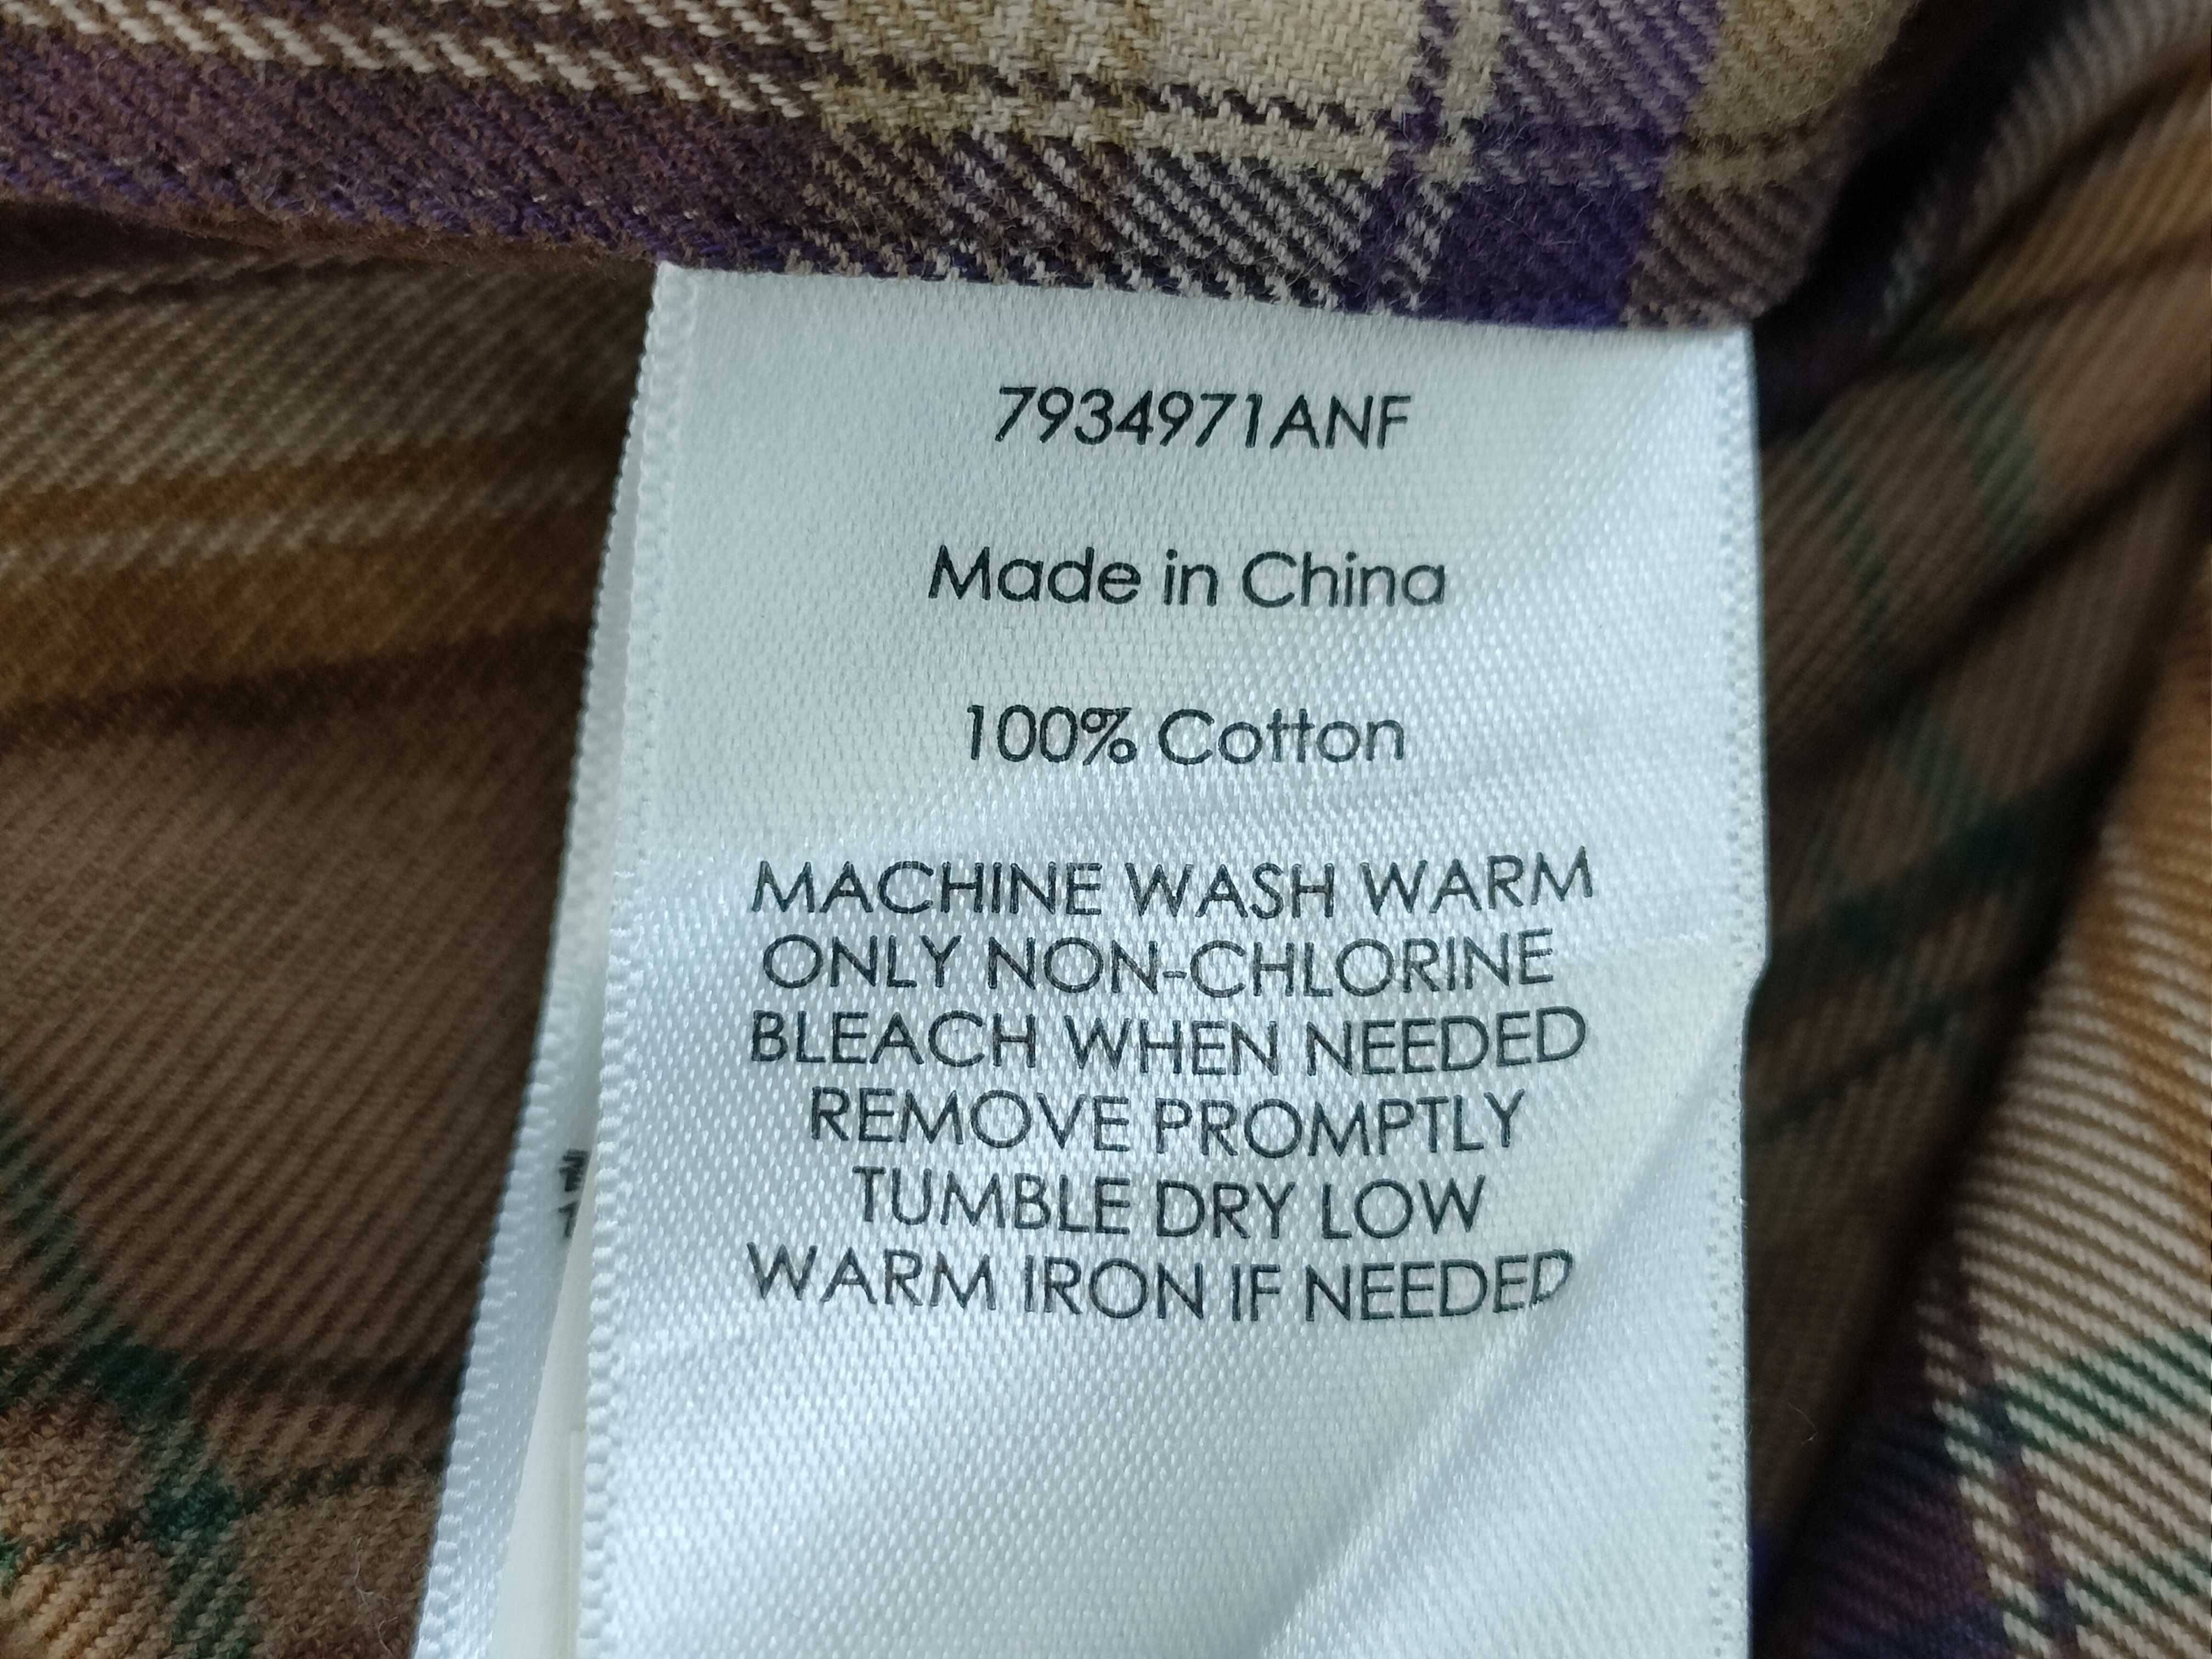 7934971ANF
Made in China
100% Cotton
MACHINE WASH WARM
ONLY NON-CHLORINE
BLEACH WHEN NEEDED
REMOVE PROMPTLY
TUMBLE DRY LOW
WARM IRON IF NEEDED